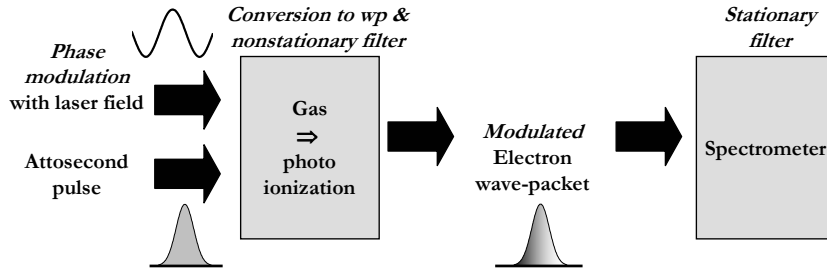 Conversion to wp &
nonstationary filter
Stationary
filter
Phase
modulation
with laser field
Attosecond
pulse
Gas
⇒
photo
ionization
Modulated
Electron
wave-packet
Spectrometer